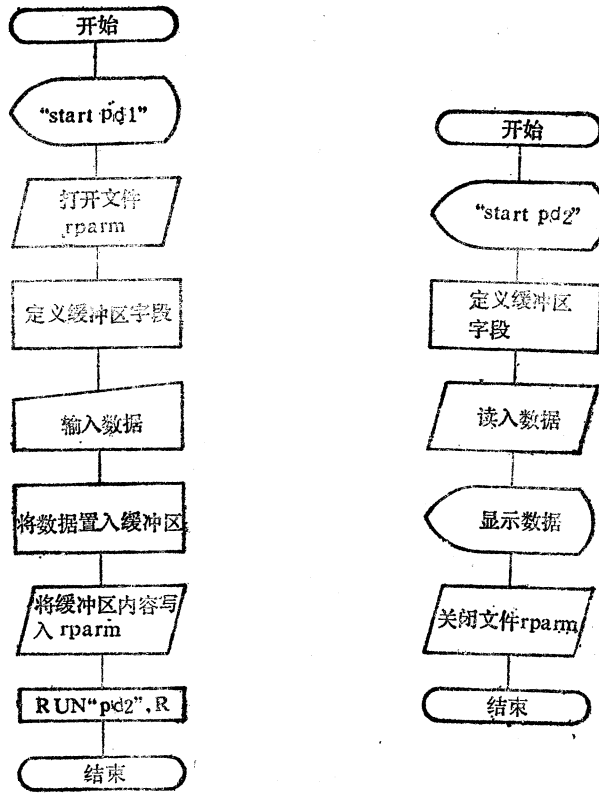 开始
“start pd1”
打开文件
rparm
定义缓冲区字段
输入数据
将数据置入缓冲区
将缓冲区内容写
入 rparm
RUN“pd2”,R
结束
开始
“start pd2”
定义缓冲区
字段
读入数据
显示数据
关闭文件rparm
结束